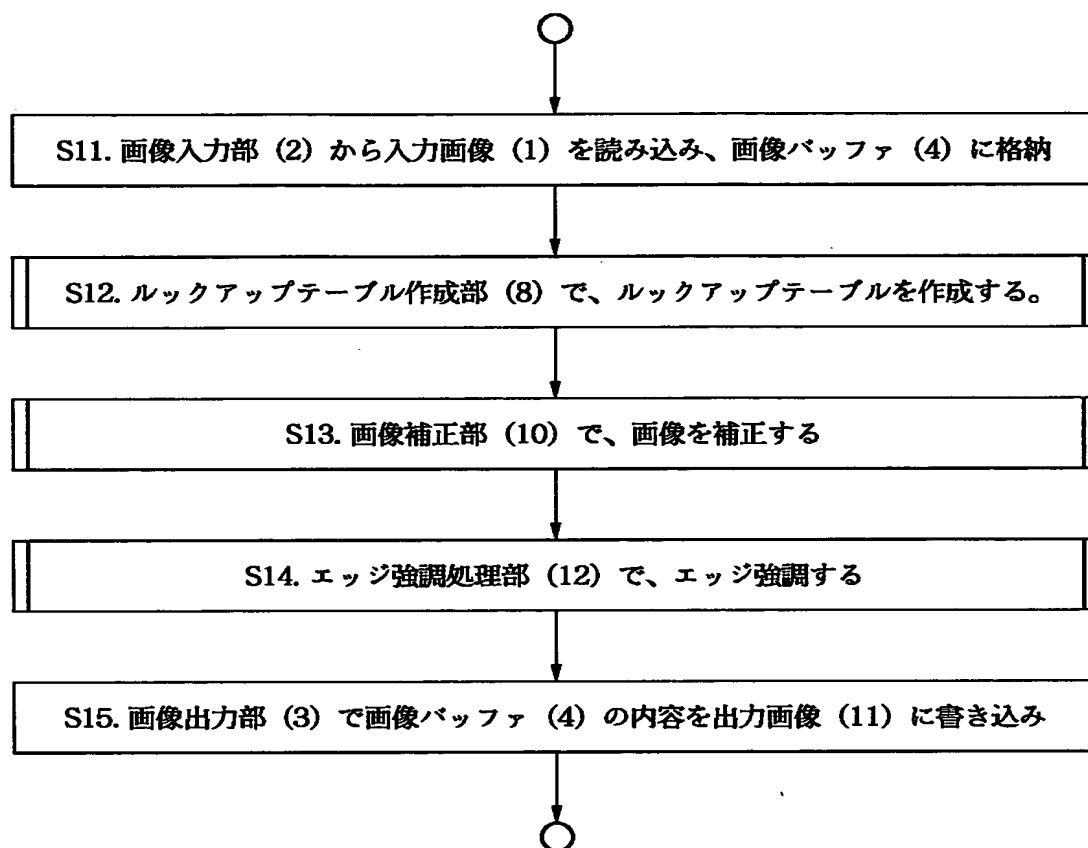 S11. 画像入力部 (2) から入力画像 (1) を読み込み、画像バッファ (4) に格納
S12. ルックアップテーブル作成部 (8) で、ルックアップテーブルを作成する。
S13. 画像補正部 (10) で、画像を補正する
S14. エッジ強調処理部 (12) で、エッジ強調する
S15. 画像出力部 (3) で画像バッファ (4) の内容を出力画像 (11) に書き込み